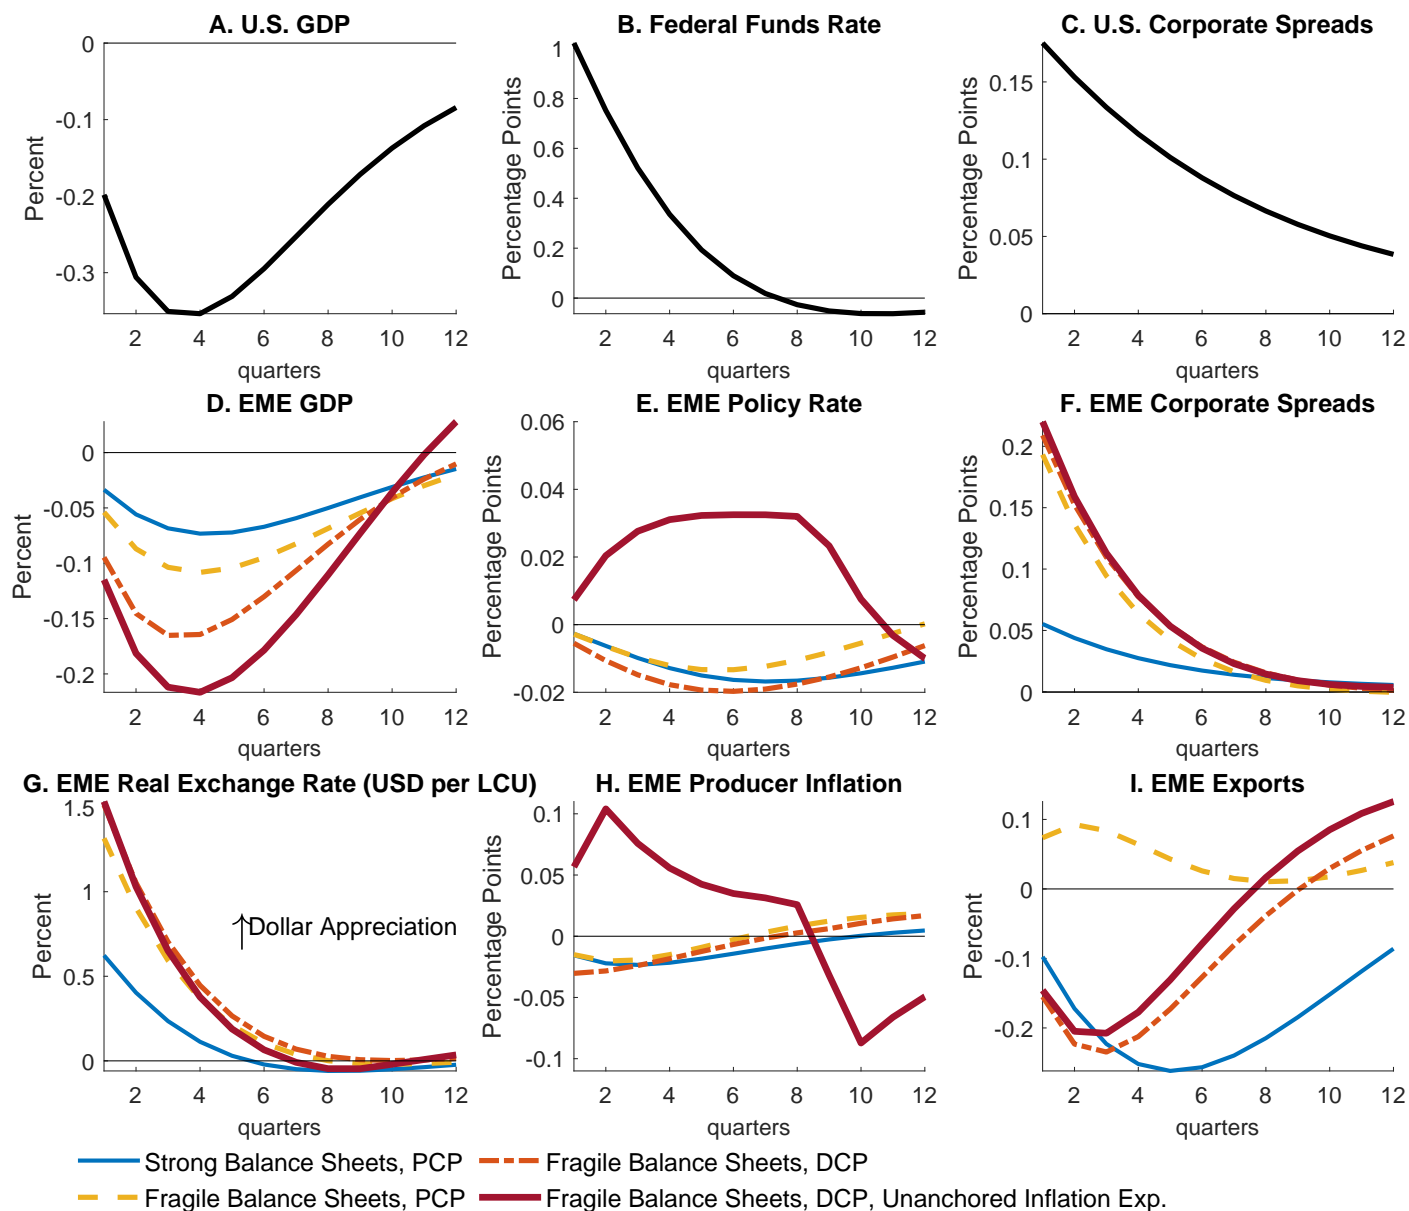 A. U.S. GDP
0
-0.1
-0.2
-0.3
Percent
2 4 6 8 10 12
quarters
B. Federal Funds Rate
1
0.8
0.6
0.4
0.2
0
Percentage Points
2 4 6 8 10 12
quarters
C. U.S. Corporate Spreads
0.15
0.1
0.05
0
Percentage Points
2 4 6 8 10 12
quarters
D. EME GDP
0
-0.05
-0.1
-0.15
-0.2
Percent
2 4 6 8 10 12
quarters
E. EME Policy Rate
0.06
0.04
0.02
0
-0.02
Percentage Points
2 4 6 8 10 12
quarters
F. EME Corporate Spreads
0.2
0.15
0.1
0.05
0
Percentage Points
2 4 6 8 10 12
quarters
G. EME Real Exchange Rate (USD per LCU)
1.5
1
0.5
0
Percent
↑Dollar Appreciation
2 4 6 8 10 12
quarters
H. EME Producer Inflation
0.1
0.05
0
-0.05
-0.1
Percentage Points
2 4 6 8 10 12
quarters
I. EME Exports
0.1
0
-0.1
-0.2
Percent
2 4 6 8 10 12
quarters
Strong Balance Sheets, PCP
Fragile Balance Sheets, DCP
Fragile Balance Sheets, PCP
Fragile Balance Sheets, DCP, Unanchored Inflation Exp.